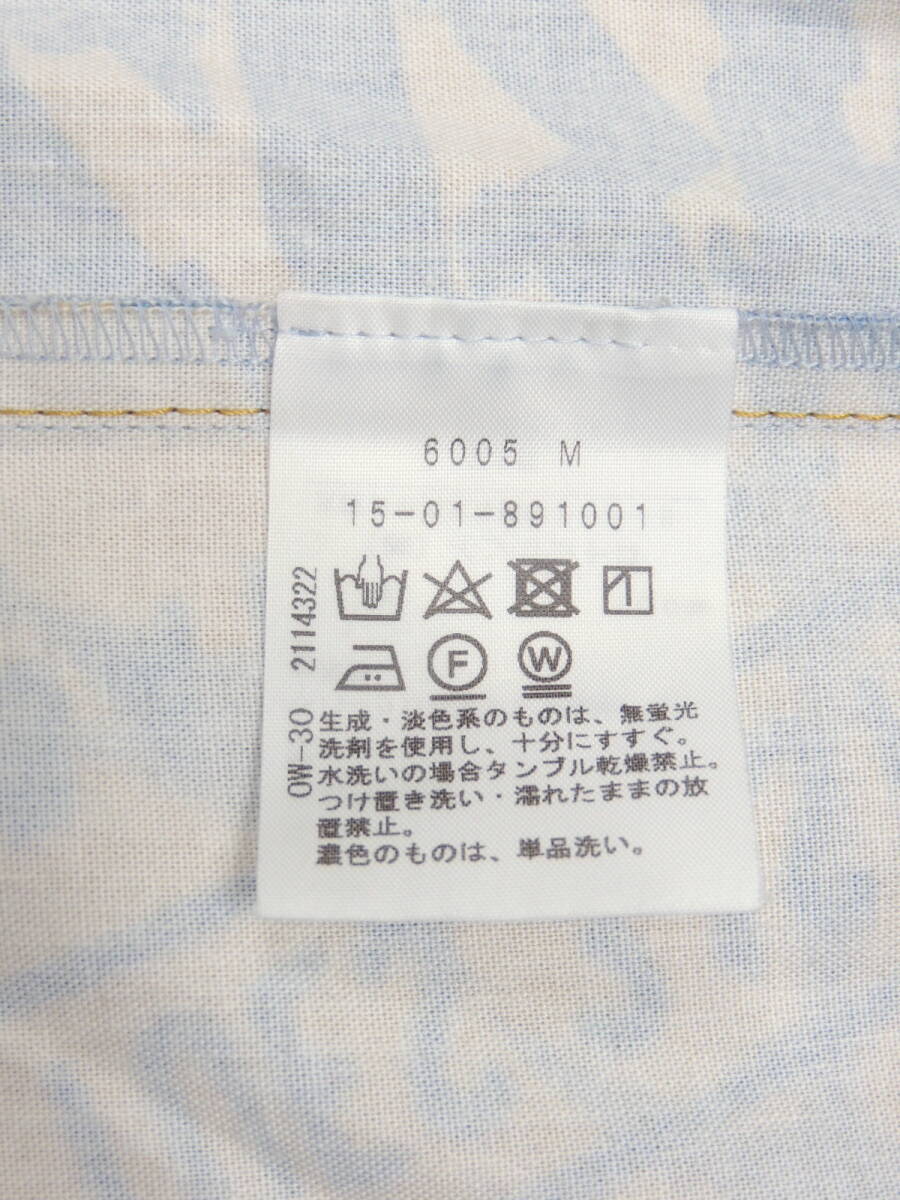 6005 M
15-01-891001
F W
OW-30 2114322
生成・淡色系のものは、無蛍光
洗剤を使用し、十分にすすぐ。
水洗いの場合タンブル乾燥禁止。
つけ置き洗い・濡れたままの放
置禁止。
濃色のものは、単品洗い。